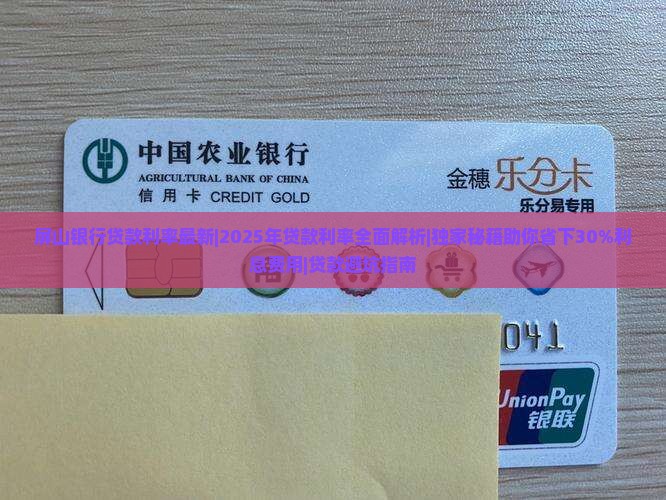 中国农业银行
AGRICULTURAL BANK OF CHINA
信用卡 CREDIT GOLD
金穗 乐分卡
乐分易专用
鞍山银行贷款利率最新|2025年贷款利率全面解析|独家秘籍助你省下30%利
息费用|贷款避坑指南
041
UnionPay
银联